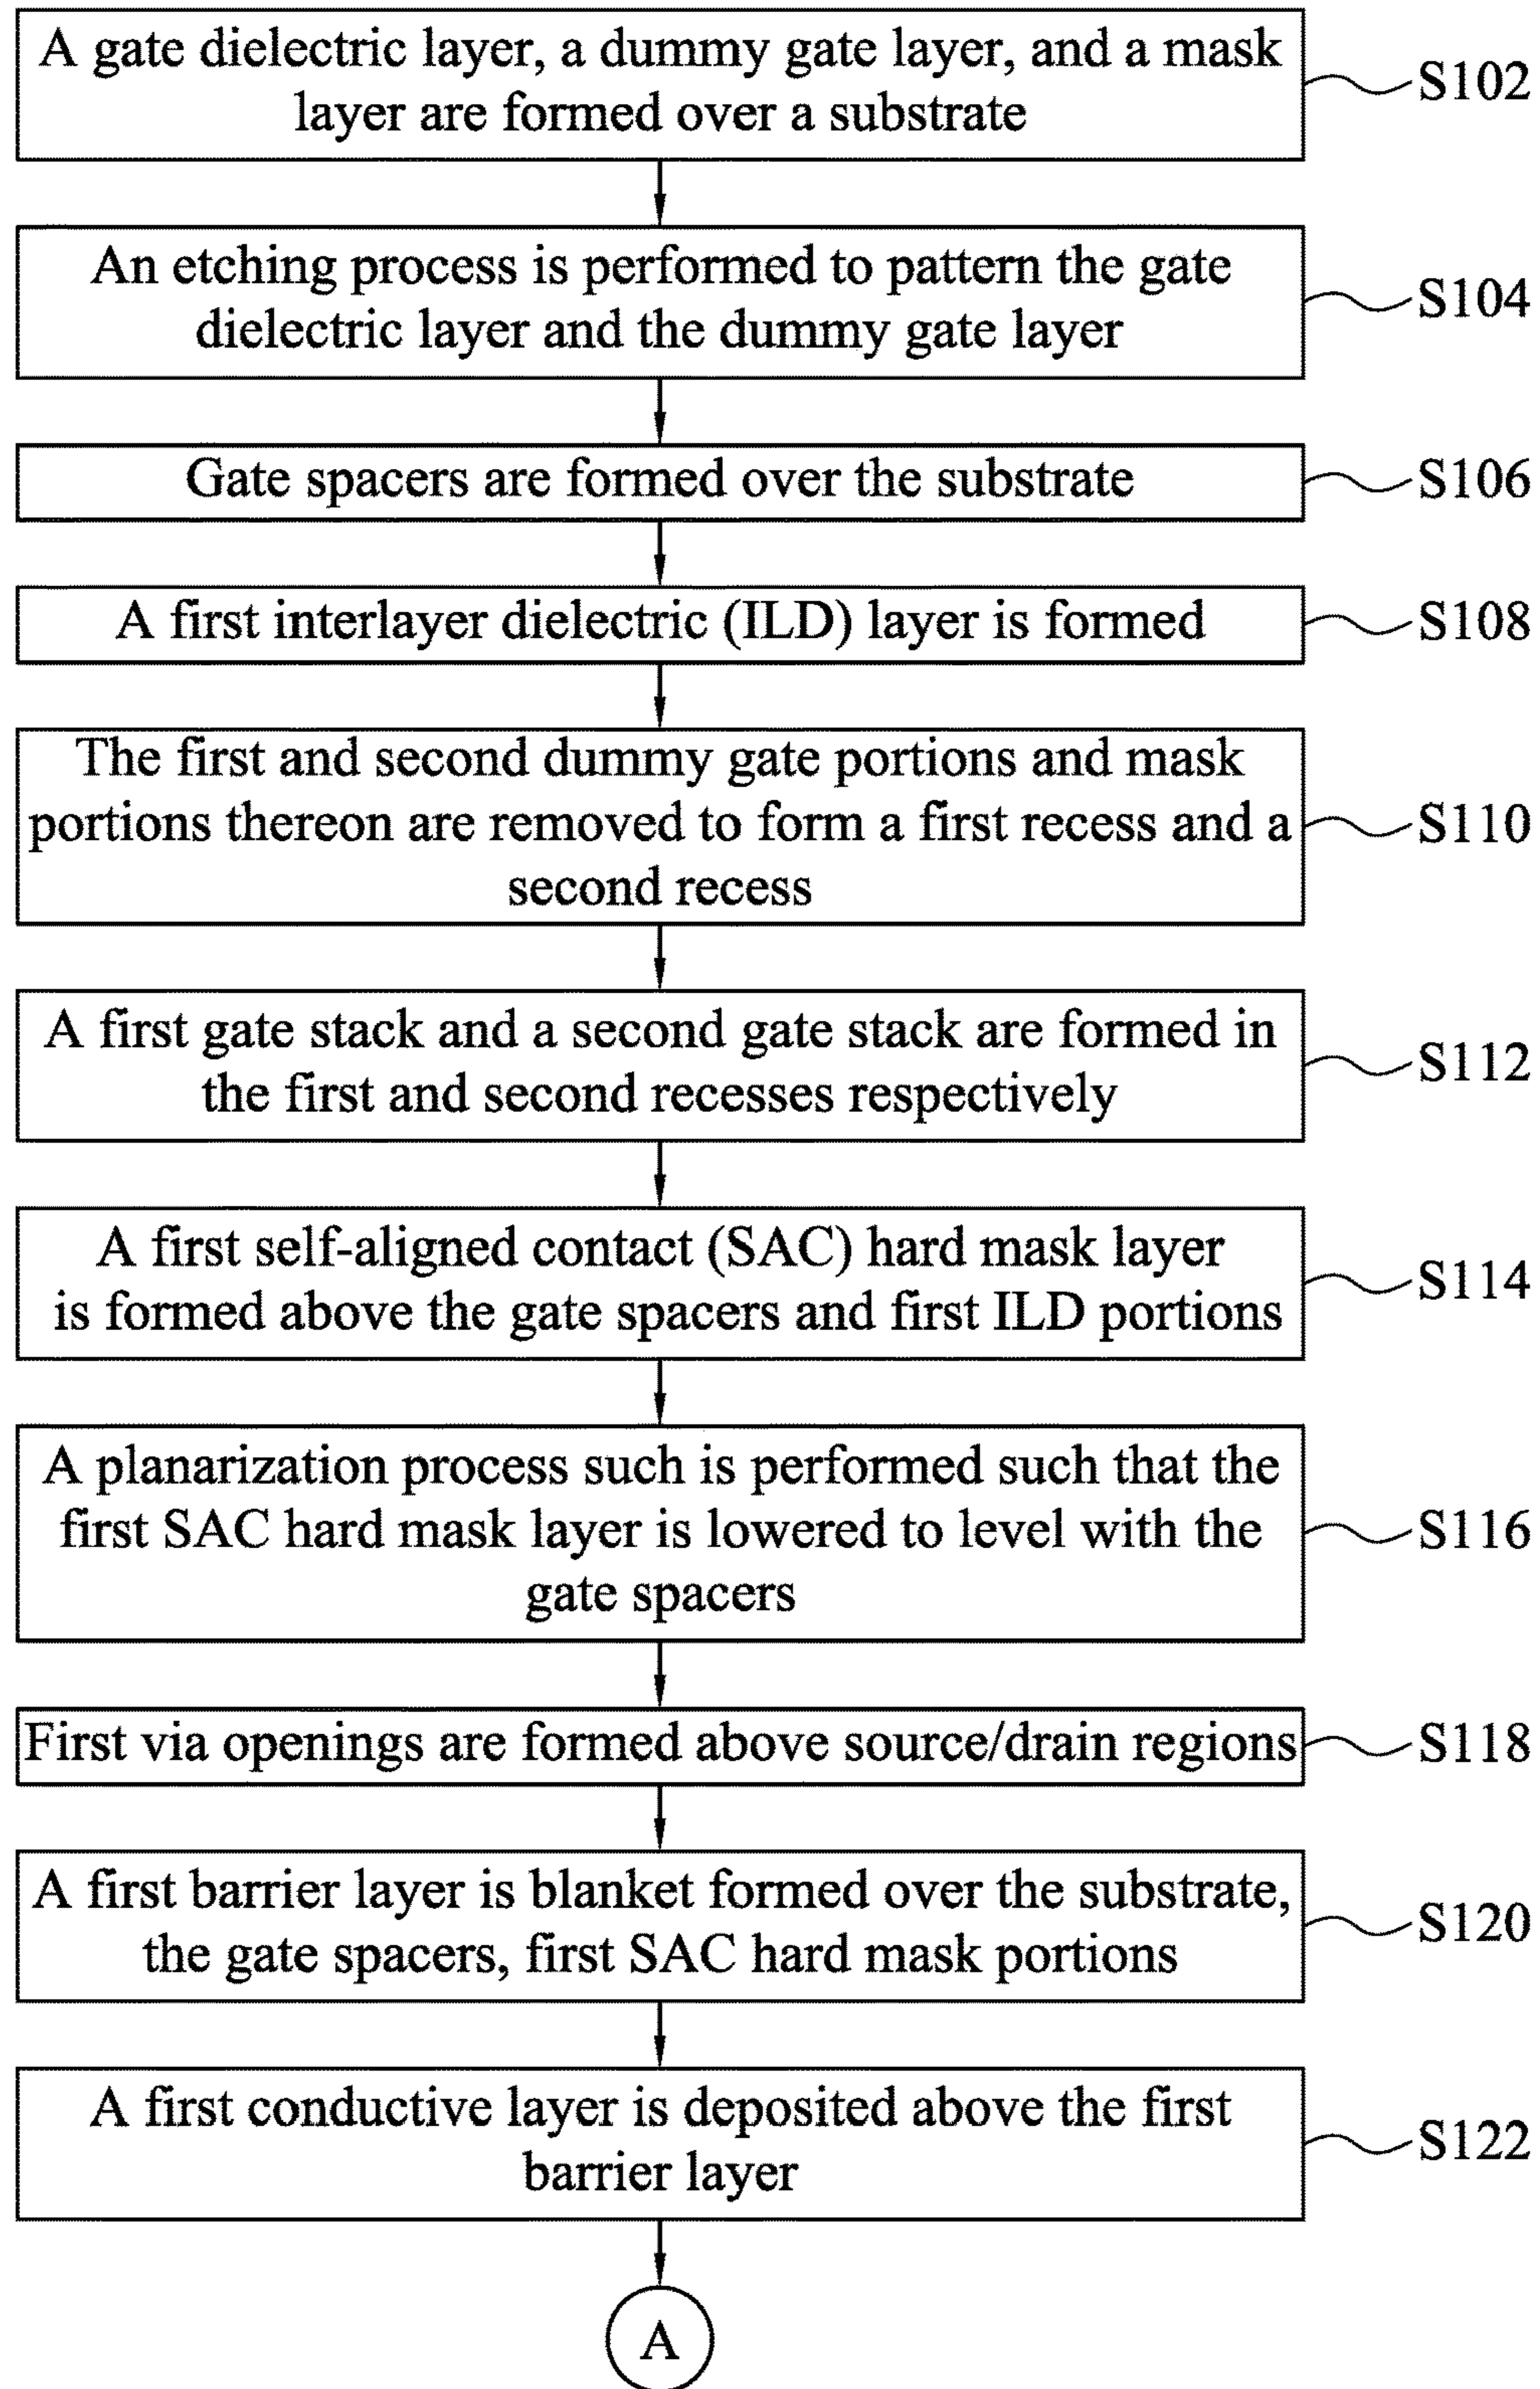 A gate dielectric layer, a dummy gate layer, and a mask
layer are formed over a substrate
S102
An etching process is performed to pattern the gate
dielectric layer and the dummy gate layer
S104
Gate spacers are formed over the substrate
S106
A first interlayer dielectric (ILD) layer is formed
S108
The first and second dummy gate portions and mask
portions thereon are removed to form a first recess and a
second recess
S110
A first gate stack and a second gate stack are formed in
the first and second recesses respectively
S112
A first self-aligned contact (SAC) hard mask layer
is formed above the gate spacers and first ILD portions
S114
A planarization process such is performed such that the
first SAC hard mask layer is lowered to level with the
gate spacers
S116
First via openings are formed above source/drain regions
S118
A first barrier layer is blanket formed over the substrate,
the gate spacers, first SAC hard mask portions
S120
A first conductive layer is deposited above the first
barrier layer
S122
A